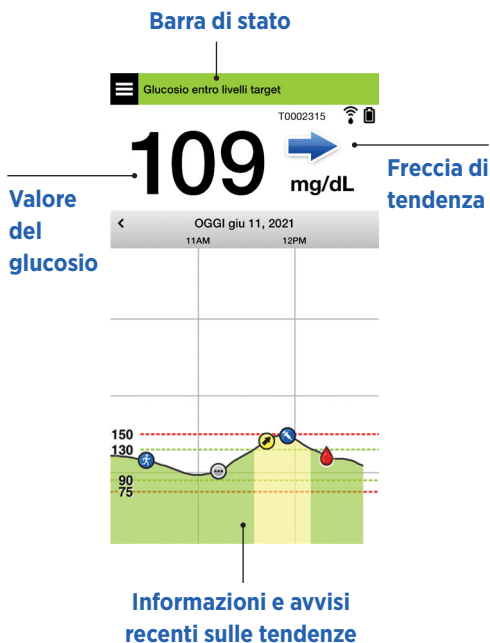 Barra di stato
Glucosio entro livelli target
T0002315
109
mg/dL
Freccia di
tendenza
Valore
del
glucosio
OGGI giu 11, 2021
11AM 12PM
150
130
90
75
Informazioni e avvisi
recenti sulle tendenze